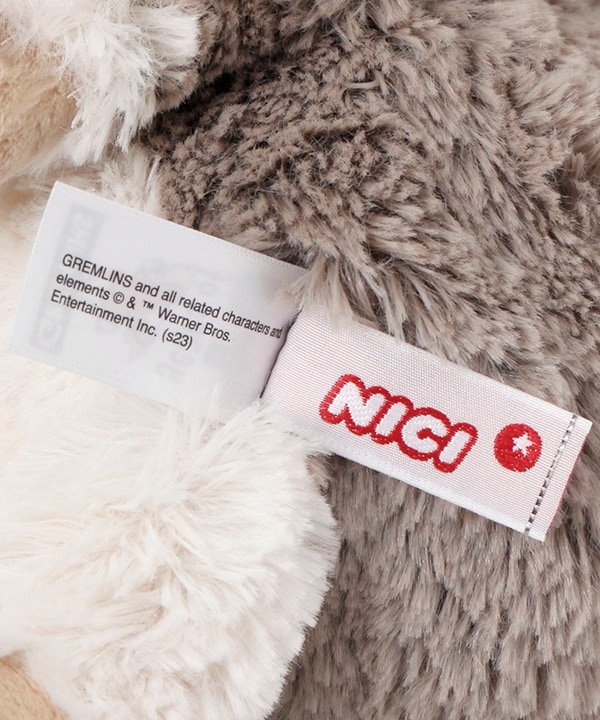 GREMLINS and all related characters and
elements © & ™ Warner Bros.
Entertainment Inc. (s23)
NICI